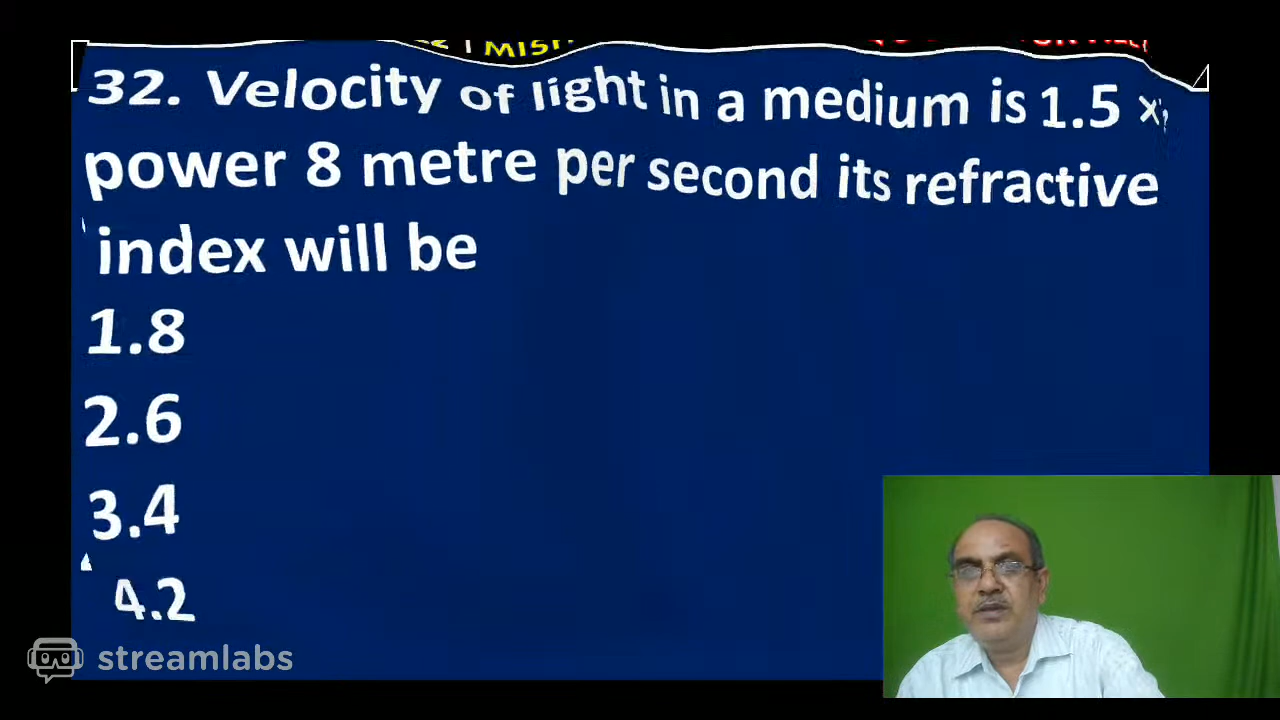 32. Velocity of light in a medium is 1.5 ×
power 8 metre per second its refractive
index will be
1.8
2.6
3.4
4.2
streamlabs